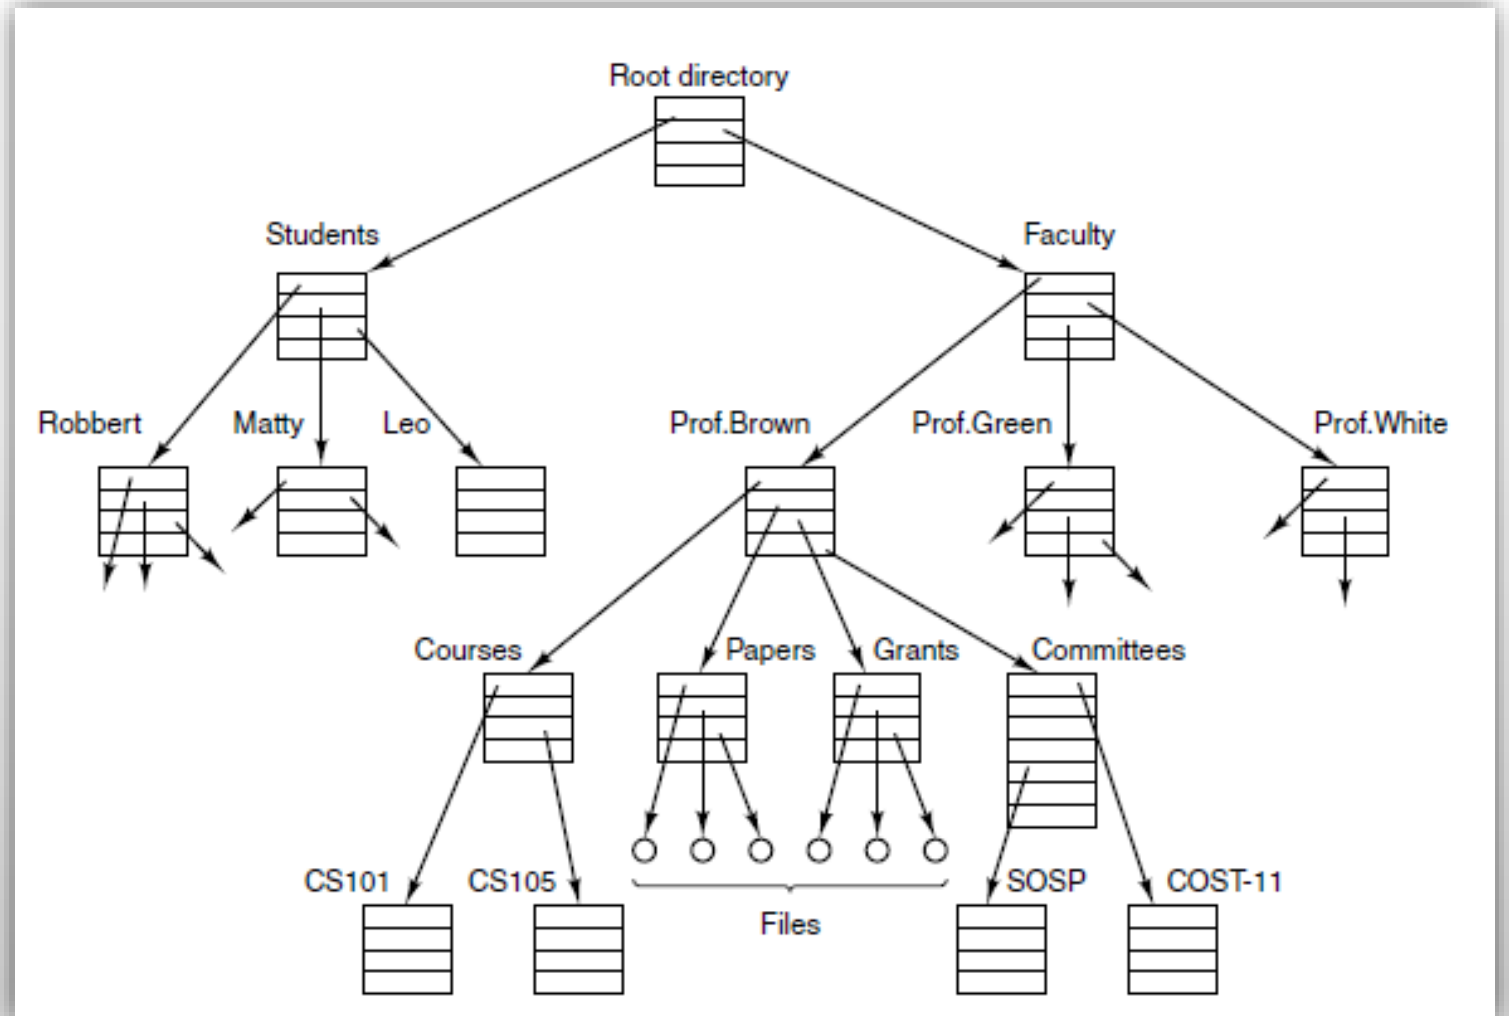 Root directory
Students
Faculty
Robbert
Matty
Leo
Prof.Brown
Prof.Green
Prof.White
Courses
Papers
Grants
Committees
CS101
CS105
SOSP
COST-11
Files